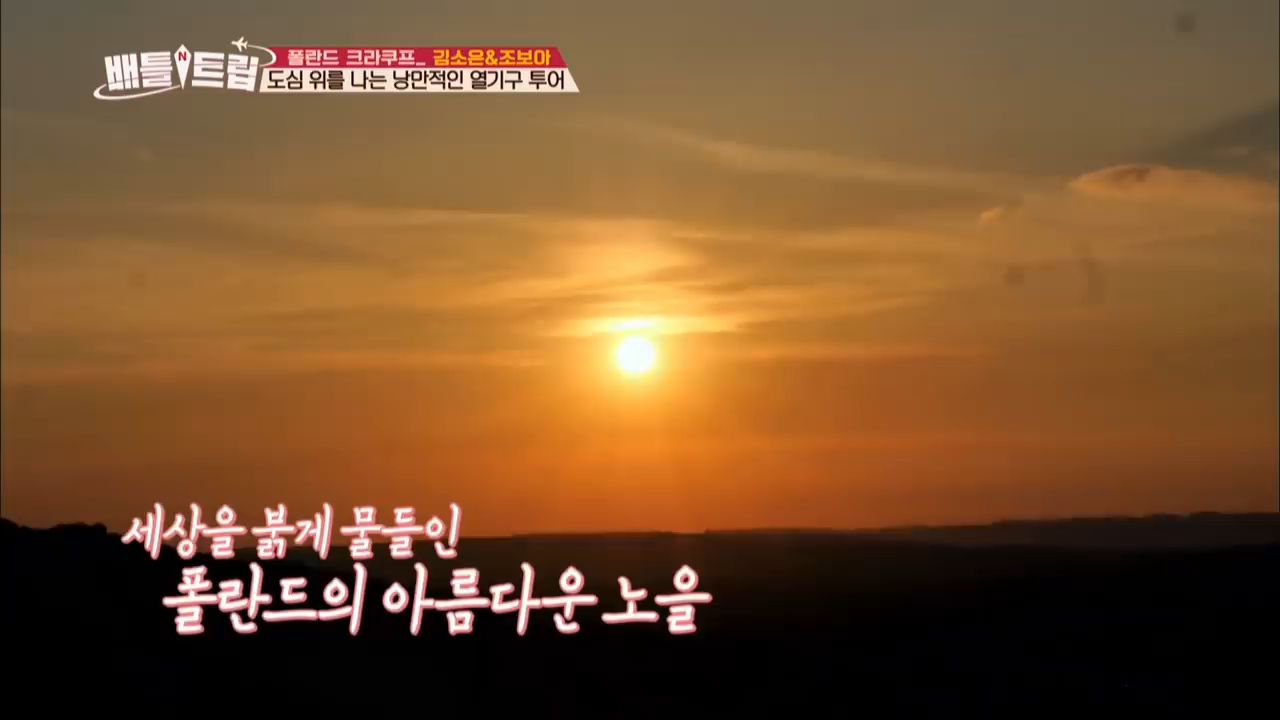 배틀트립
N
폴란드 크라쿠프_ 김소은&조보아
도심 위를 나는 낭만적인 열기구 투어
세상을 붉게 물들인
폴란드의 아름다운 노을